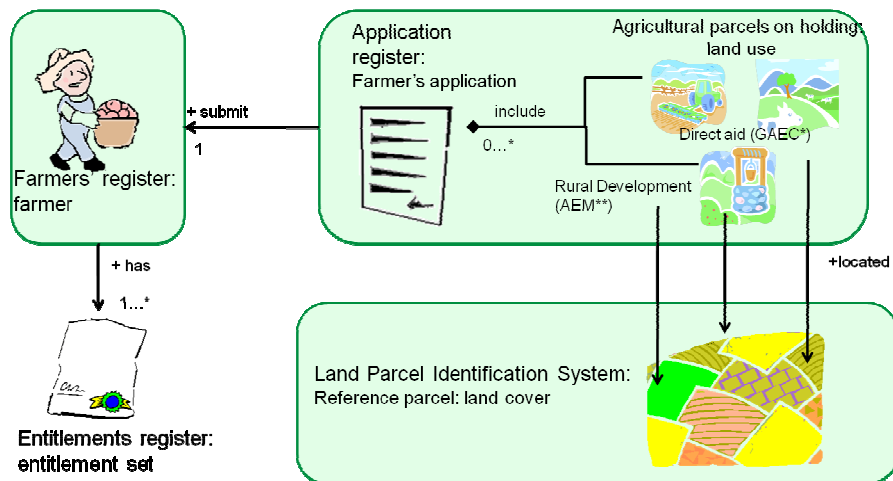 Application
register:
Farmer's application
Agricultural parcels on holding:
land use
+ submit
1
include
0...*
Direct aid (GAEC*)
Rural Development
(AEM**)
Farmers' register:
farmer
+ has
1...*
+located
Land Parcel Identification System:
Reference parcel: land cover
Entitlements register:
entitlement set